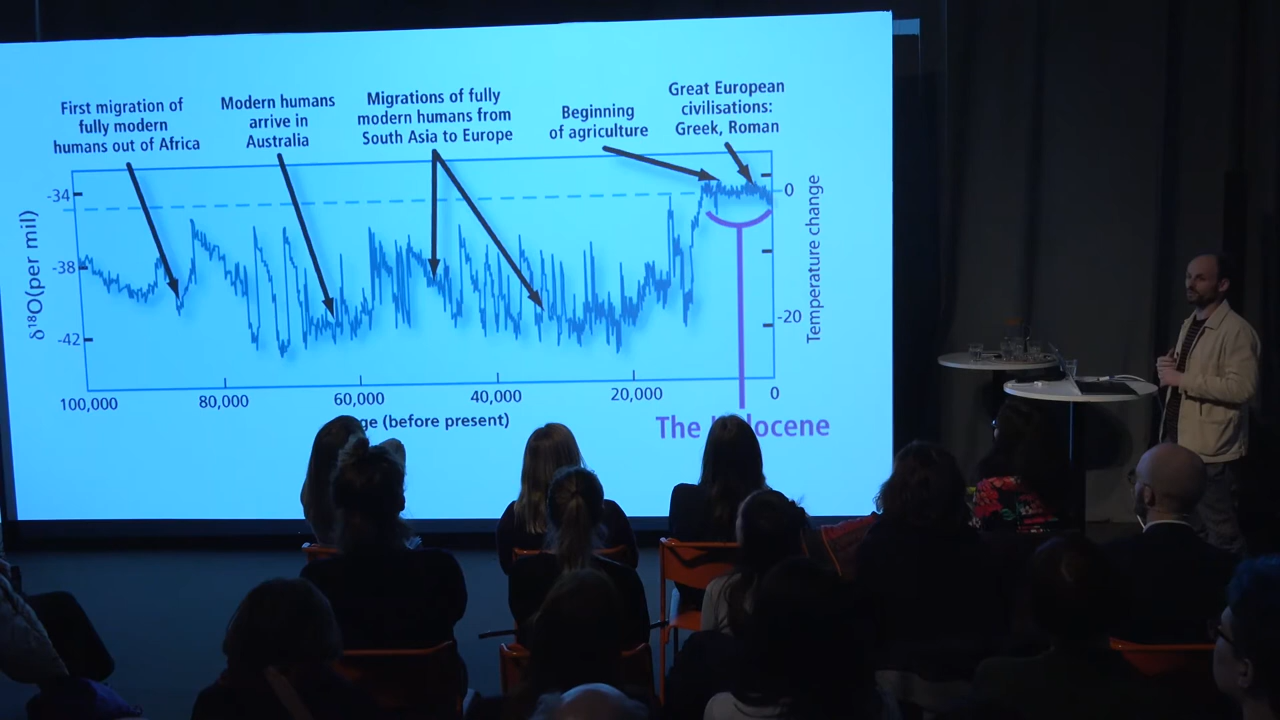 First migration of
fully modern
humans out of Africa
Modern humans
arrive in
Australia
Migrations of fully
modern humans from
South Asia to Europe
Beginning
of agriculture
Great European
civilisations:
Greek, Roman
-34
-38
-42
δ¹⁸O(per mil)
0
-20
Temperature change
100,000
80,000
60,000
40,000
20,000
0
(before present)
The